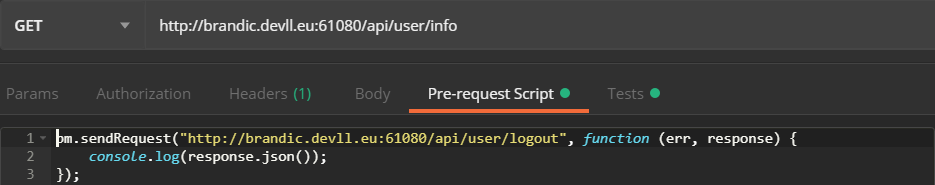 GET http://brandic.devll.eu:61080/api/user/info
Params Authorization Headers (1) Body Pre-request Script Tests
1 pm.sendRequest("http://brandic.devll.eu:61080/api/user/logout", function (err, response) {
2 console.log(response.json());
3 });